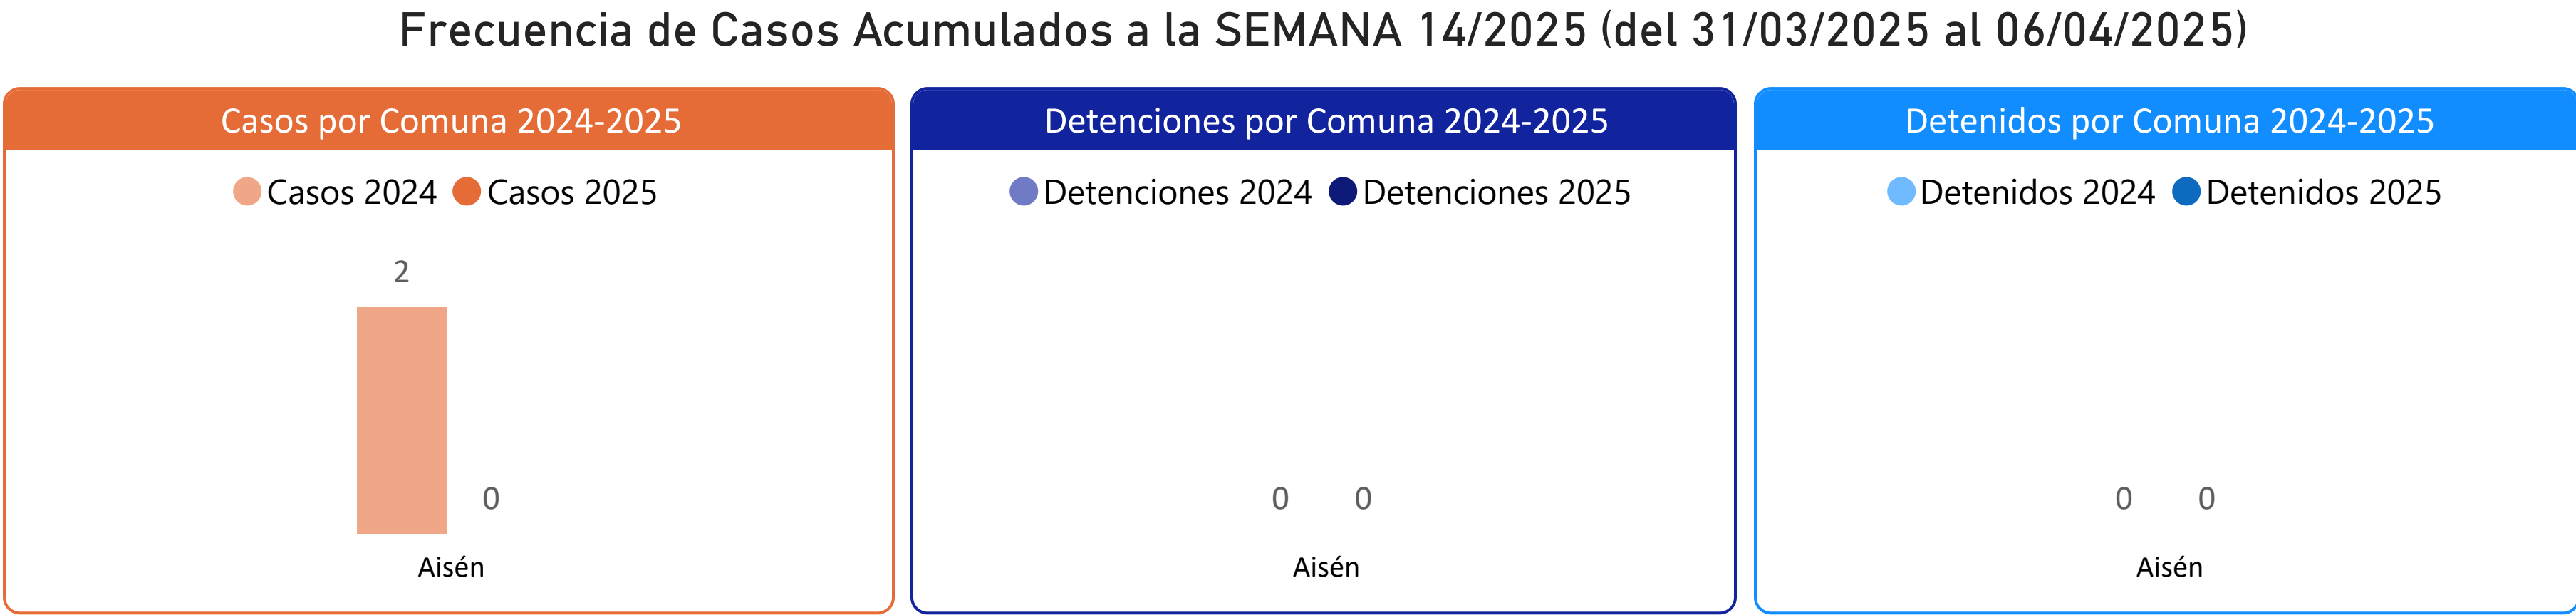 Frecuencia de Casos Acumulados a la SEMANA 14/2025 (del 31/03/2025 al 06/04/2025)
Casos por Comuna 2024-2025
Casos 2024 Casos 2025
2
0
Aisén
Detenciones por Comuna 2024-2025
Detenciones 2024 Detenciones 2025
0 0
Aisén
Detenidos por Comuna 2024-2025
Detenidos 2024 Detenidos 2025
0 0
Aisén